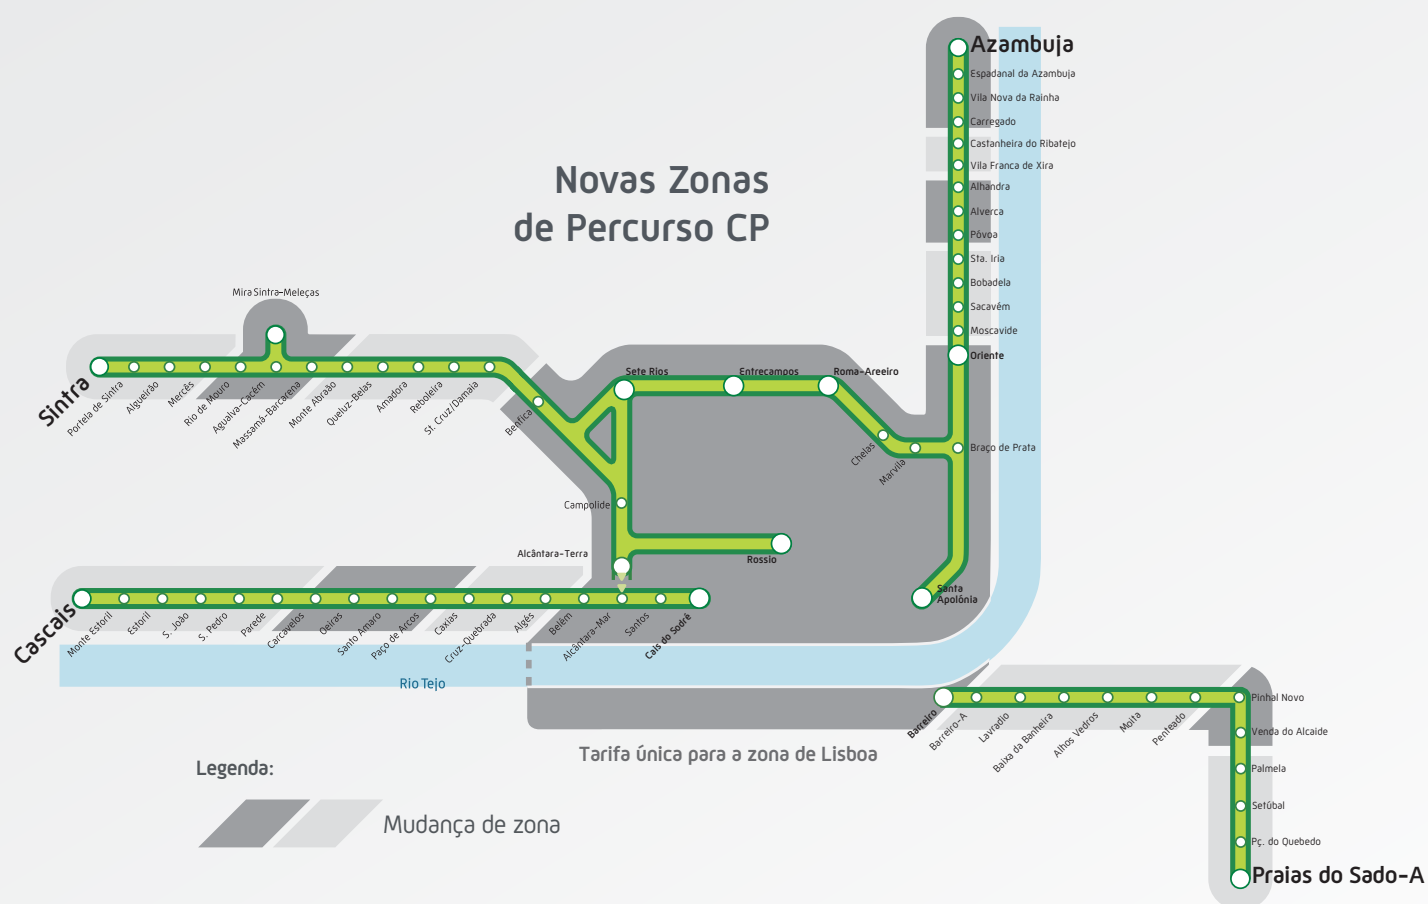 Azambuja
Espadanal da Azambuja
Vila Nova da Rainha
Carregado
Castanheira do Ribatejo
Vila Franca de Xira
Alhandra
Alverca
Póvoa
Sta. Iria
Bobadela
Sacavém
Moscavide
Oriente
Braço de Prata
Santa
Apolónia
Novas Zonas
de Percurso CP
Mira Sintra-Meleças
Sintra
Portela de Sintra
Algueirão
Mercês
Rio de Mouro
Agualva-Cacém
Massamá-Barcarena
Monte Abraão
Queluz-Belas
Amadora
Reboleira
St. Cruz/Damaia
Benfica
Sete Rios
Entrecampos
Roma-Areeiro
Chelas
Marvila
Campolide
Rossio
Alcântara-Terra
Cascais
Monte Estoril
Estoril
S. João
S. Pedro
Parede
Carcavelos
Oeiras
Santo Amaro
Paço de Arcos
Caxias
Cruz-Quebrada
Algés
Belém
Alcântara-Mar
Santos
Cais do Sodré
Rio Tejo
Barreiro
Barreiro-A
Lavradio
Baixa da Banheira
Alhos Vedros
Moita
Penteado
Pinhal Novo
Venda do Alcaide
Palmela
Setúbal
Pç. do Quebedo
Praias do Sado-A
Tarifa única para a zona de Lisboa
Legenda:
Mudança de zona